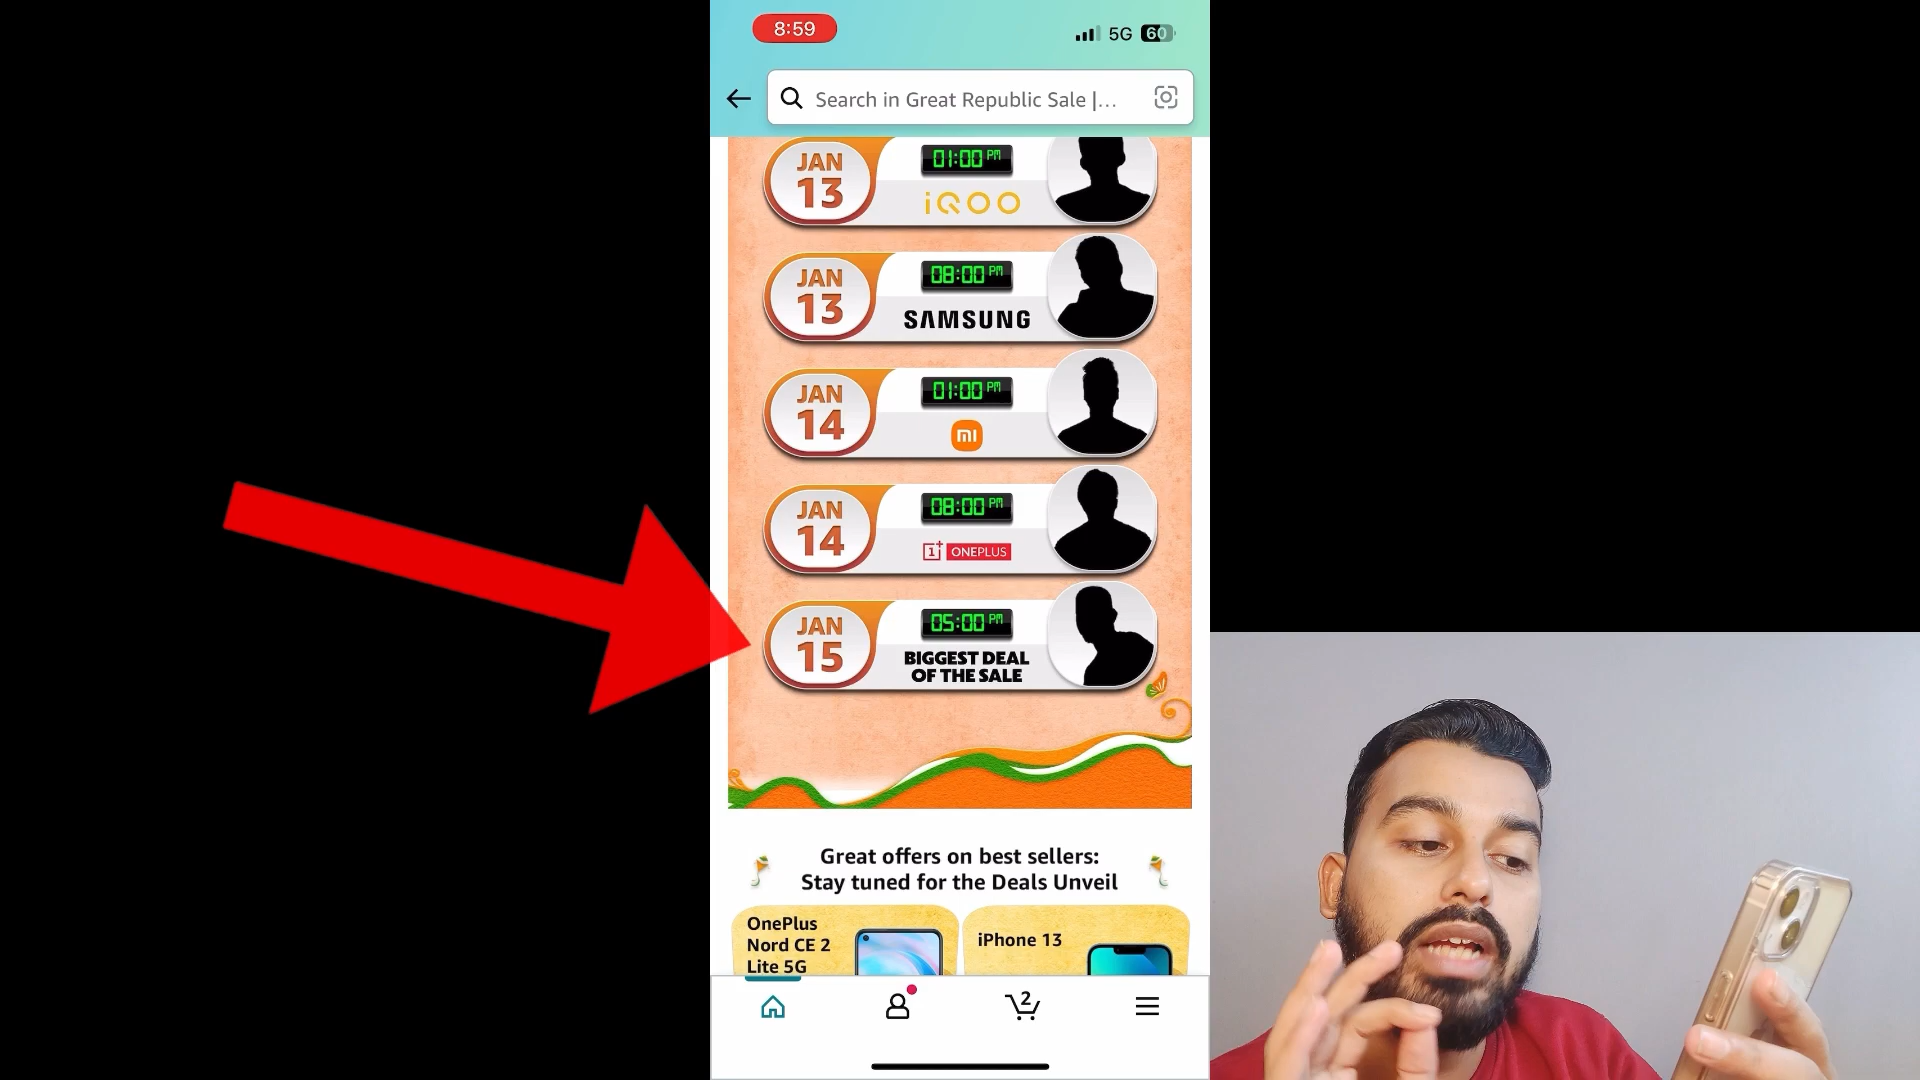 8:59
5G 60
Search in Great Republic Sale |...
JAN
13
01:00 PM
iQOO
JAN
13
08:00 PM
SAMSUNG
JAN
14
01:00 PM
mi
JAN
14
08:00 PM
1+ ONEPLUS
JAN
15
05:00 PM
BIGGEST DEAL
OF THE SALE
Great offers on best sellers:
Stay tuned for the Deals Unveil
OnePlus
Nord CE 2
Lite 5G
iPhone 13
2